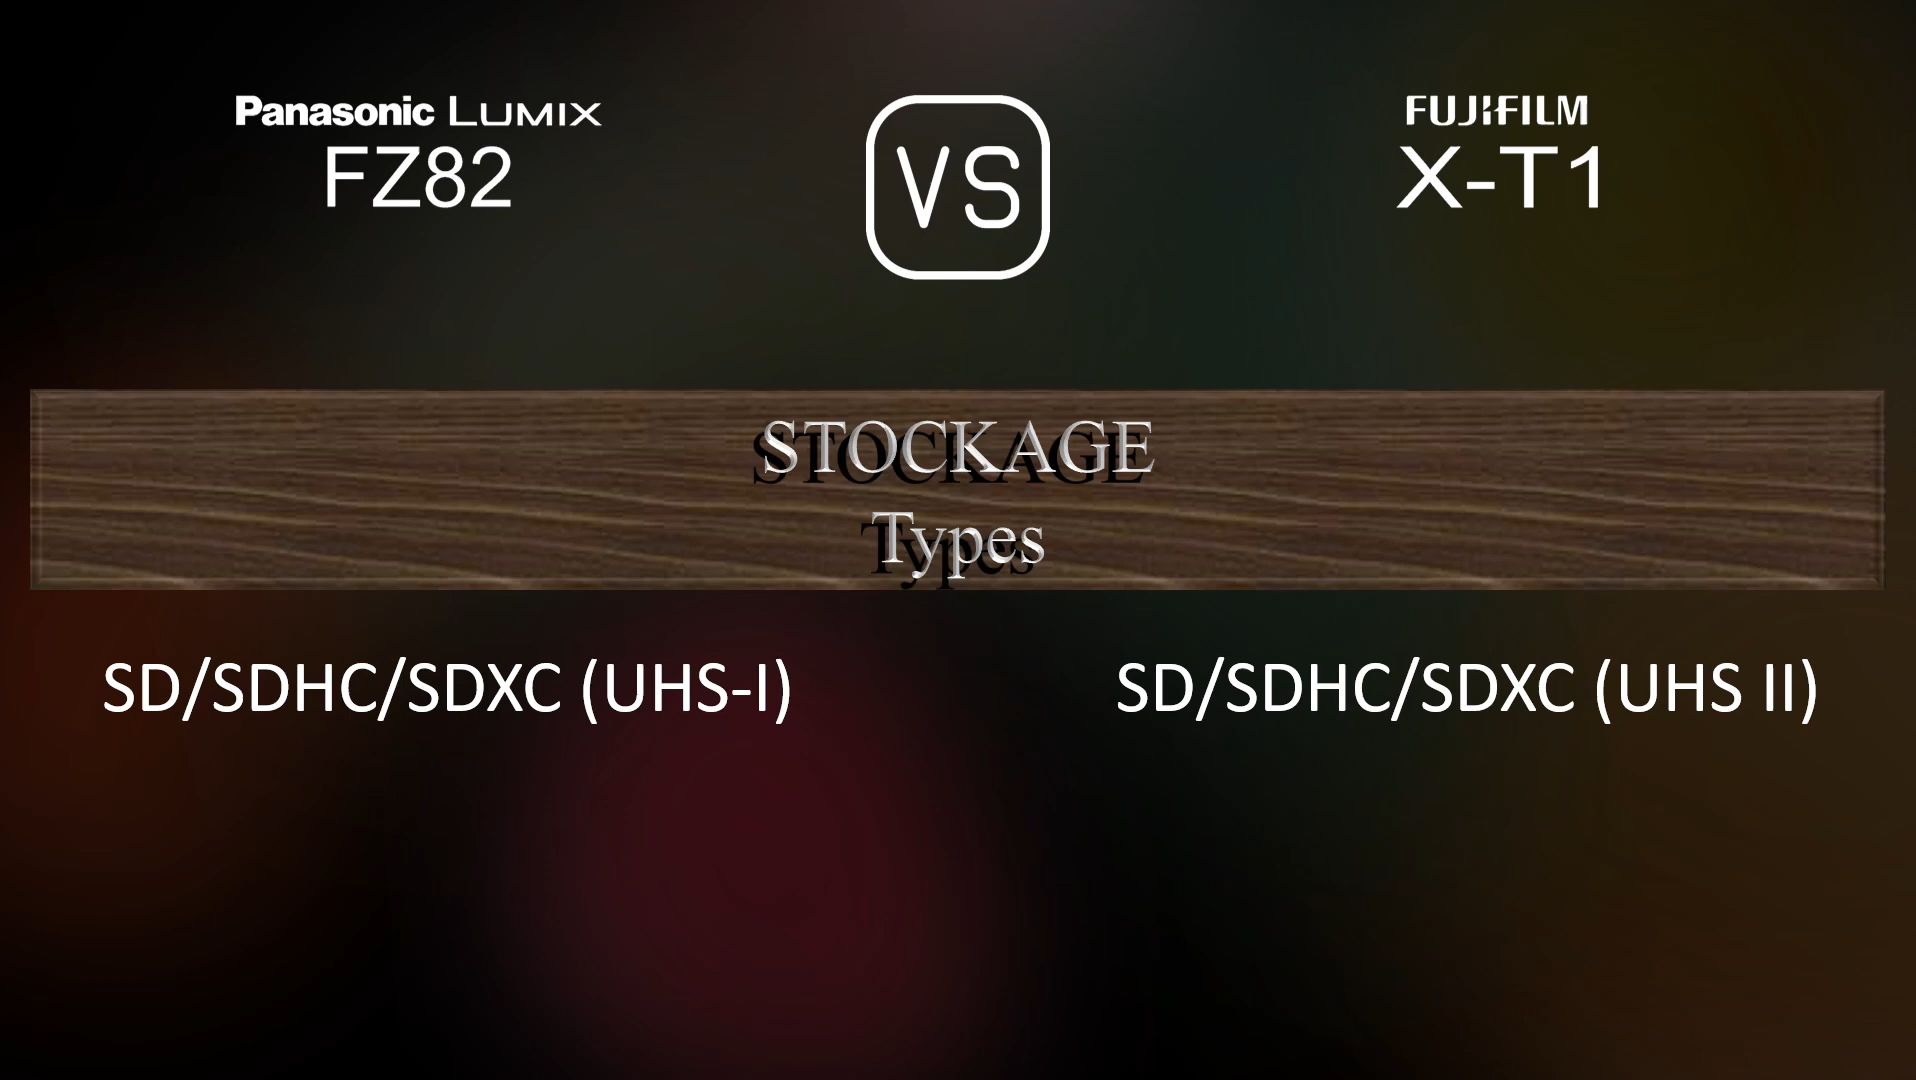 Panasonic LUMIX
FZ82
VS
FUJIFILM
X-T1
STOCKAGE
Types
SD/SDHC/SDXC (UHS-I)
SD/SDHC/SDXC (UHS II)